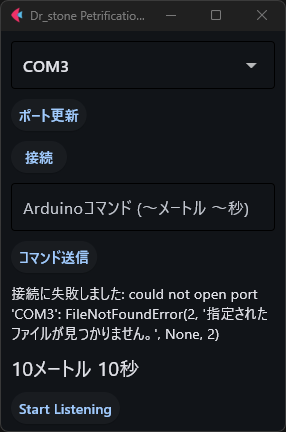 Dr_stone Petrificatio...
COM3
ポート更新
接続
Arduinoコマンド (～メートル ～秒)
コマンド送信
接続に失敗しました: could not open port
'COM3': FileNotFoundError(2, '指定された
ファイルが見つかりません。', None, 2)
10メートル 10秒
Start Listening